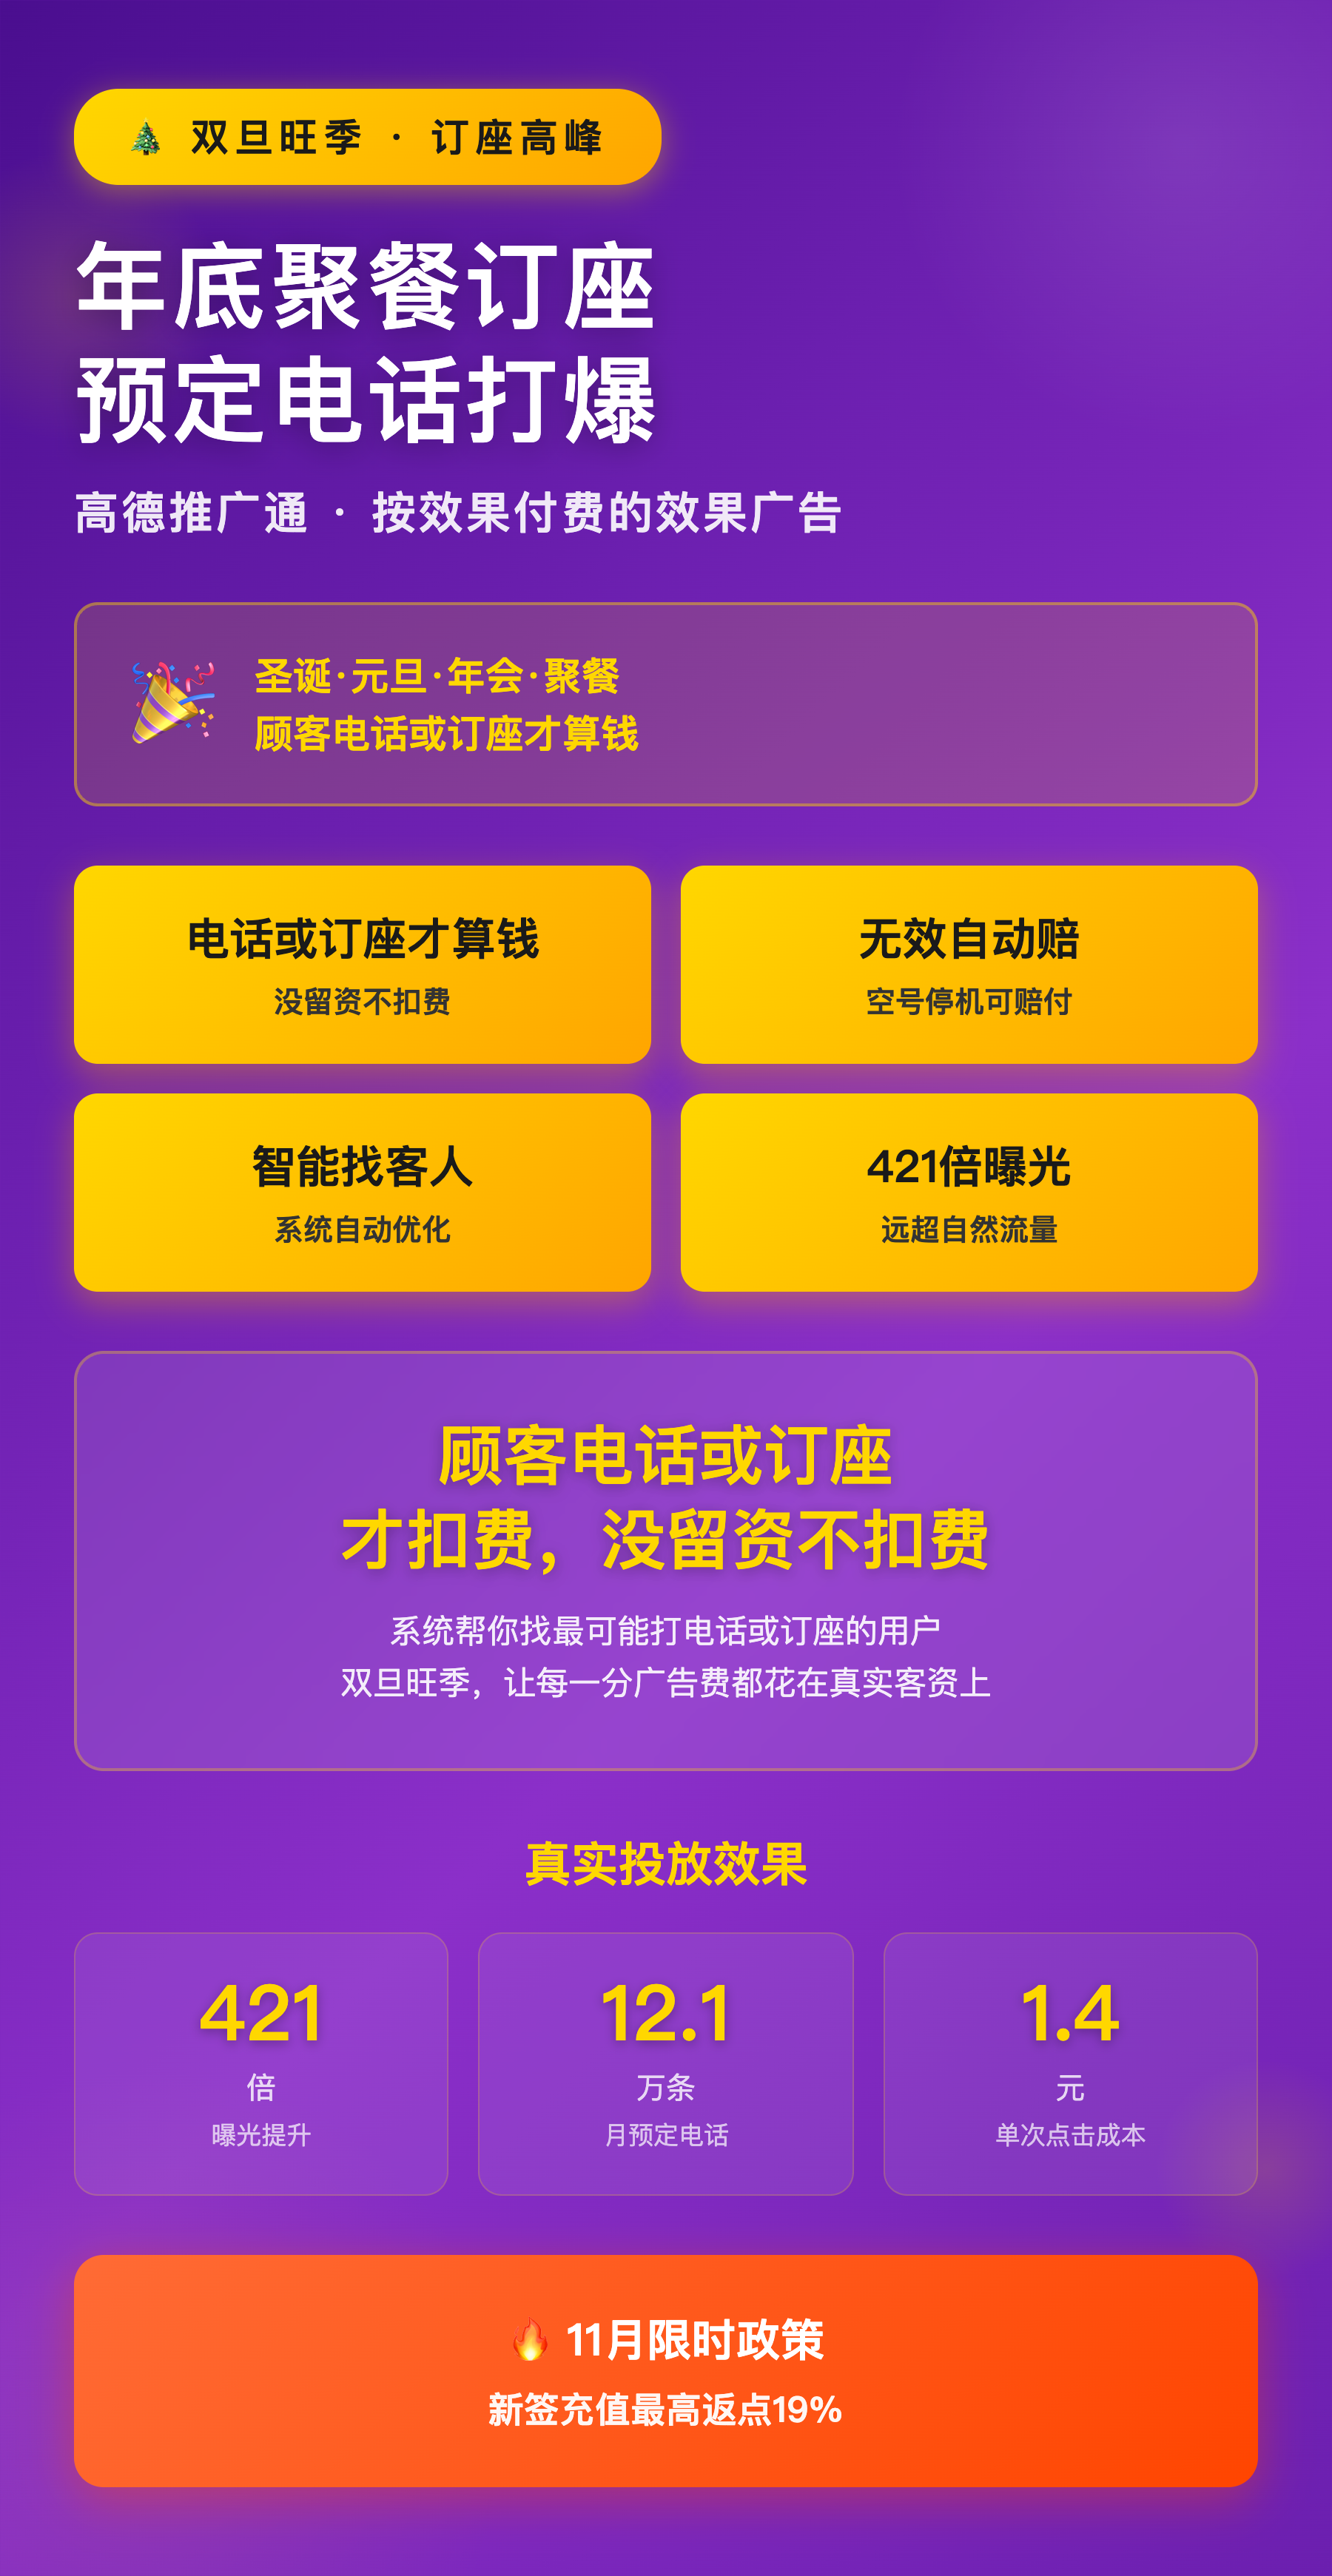 🎄 双旦旺季 · 订座高峰
年底聚餐订座
预定电话打爆
高德推广通 · 按效果付费的效果广告
🎉
圣诞·元旦·年会·聚餐
顾客电话或订座才算钱
电话或订座才算钱
没留资不扣费
无效自动赔
空号停机可赔付
智能找客人
系统自动优化
421倍曝光
远超自然流量
顾客电话或订座
才扣费，没留资不扣费
系统帮你找最可能打电话或订座的用户
双旦旺季，让每一分广告费都花在真实客资上
真实投放效果
421
倍
曝光提升
12.1
万条
月预定电话
1.4
元
单次点击成本
🔥 11月限时政策
新签充值最高返点19%